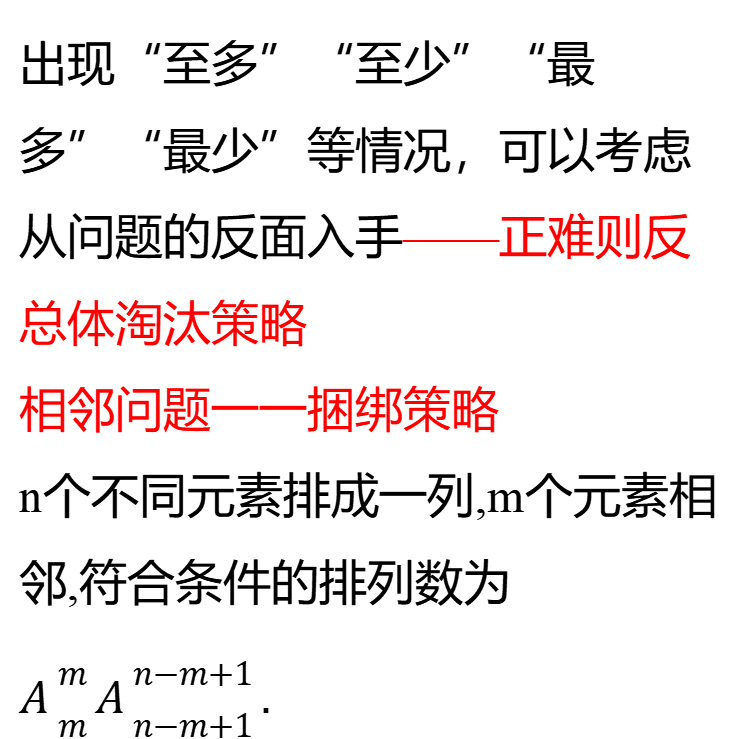 出现“至多”“至少”“最
多”“最少”等情况，可以考虑
从问题的反面入手——正难则反
总体淘汰策略
相邻问题一一捆绑策略
n个不同元素排成一列,m个元素相
邻,符合条件的排列数为
$A_{m}^{m}A_{n-m+1}^{n-m+1}$.